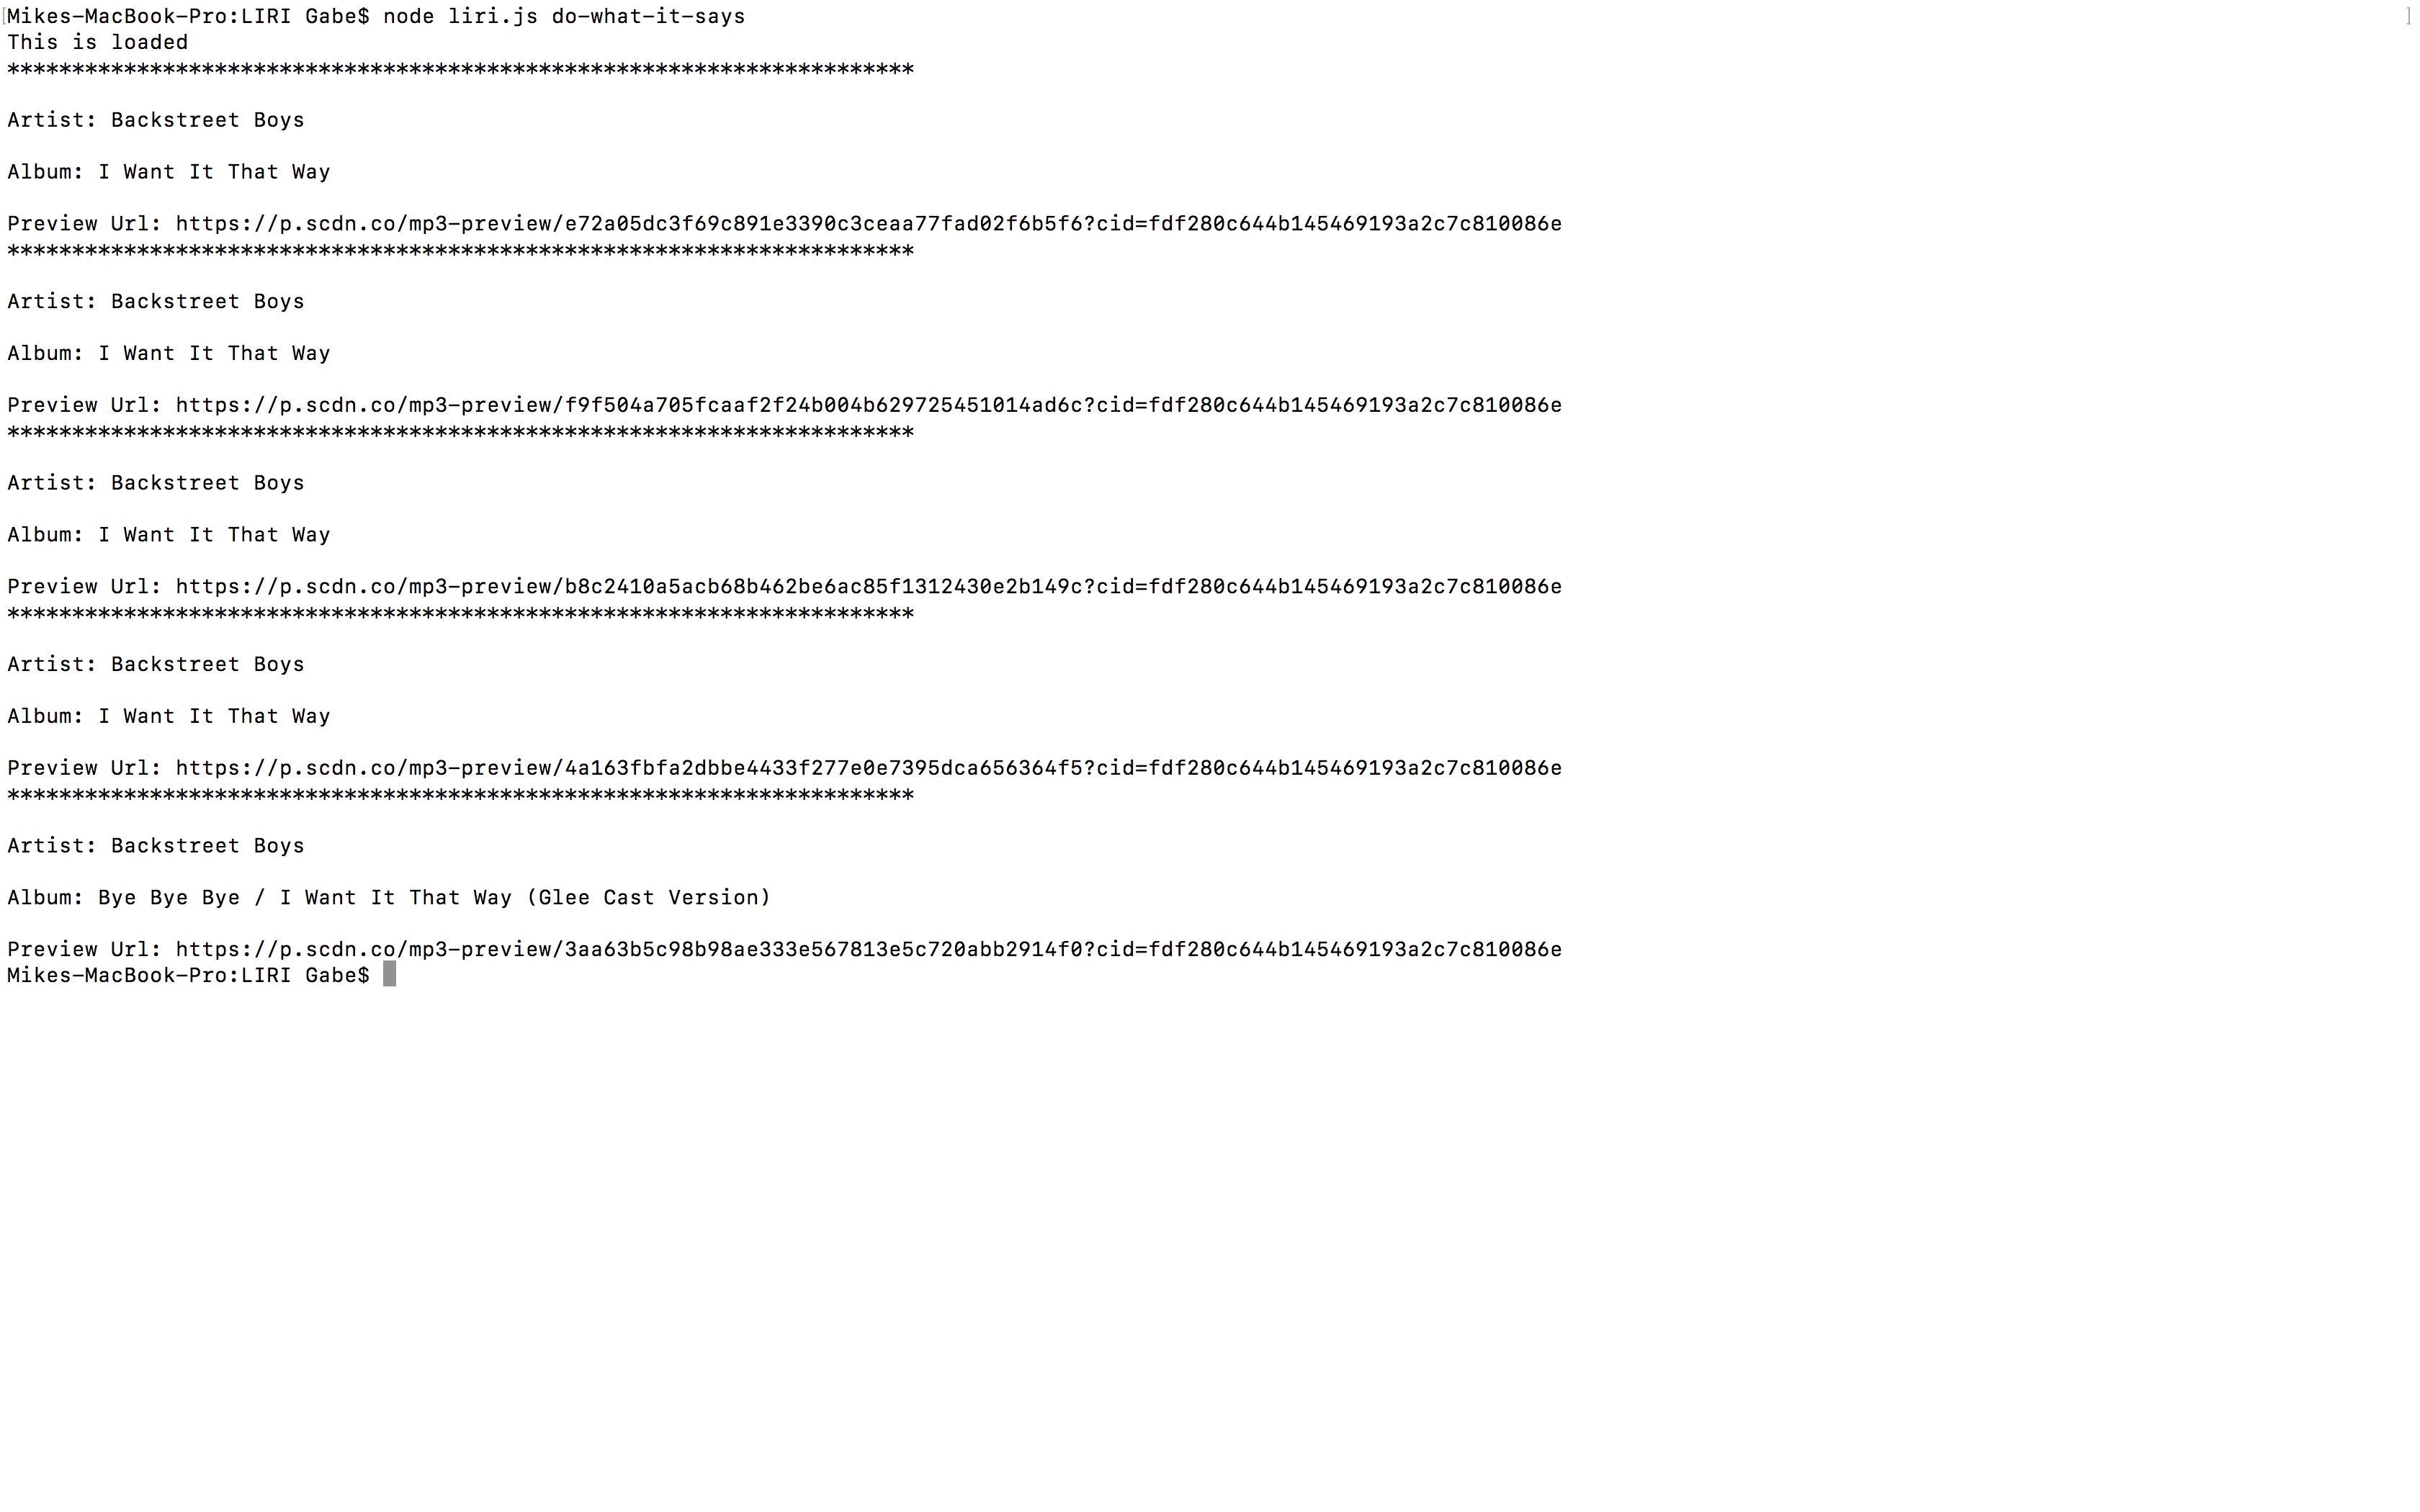 [Mikes-MacBook-Pro:LIRI Gabe$ node liri.js do-what-it-says ]
This is loaded
**********************************************************************
Artist: Backstreet Boys
Album: I Want It That Way
Preview Url: https://p.scdn.co/mp3-preview/e72a05dc3f69c891e3390c3ceaa77fad02f6b5f6?cid=fdf280c644b145469193a2c7c810086e
**********************************************************************
Artist: Backstreet Boys
Album: I Want It That Way
Preview Url: https://p.scdn.co/mp3-preview/f9f504a705fcaaf2f24b004b629725451014ad6c?cid=fdf280c644b145469193a2c7c810086e
**********************************************************************
Artist: Backstreet Boys
Album: I Want It That Way
Preview Url: https://p.scdn.co/mp3-preview/b8c2410a5acb68b462be6ac85f1312430e2b149c?cid=fdf280c644b145469193a2c7c810086e
**********************************************************************
Artist: Backstreet Boys
Album: I Want It That Way
Preview Url: https://p.scdn.co/mp3-preview/4a163fbfa2dbbe4433f277e0e7395dca656364f5?cid=fdf280c644b145469193a2c7c810086e
**********************************************************************
Artist: Backstreet Boys
Album: Bye Bye Bye / I Want It That Way (Glee Cast Version)
Preview Url: https://p.scdn.co/mp3-preview/3aa63b5c98b98ae333e567813e5c720abb2914f0?cid=fdf280c644b145469193a2c7c810086e
Mikes-MacBook-Pro:LIRI Gabe$